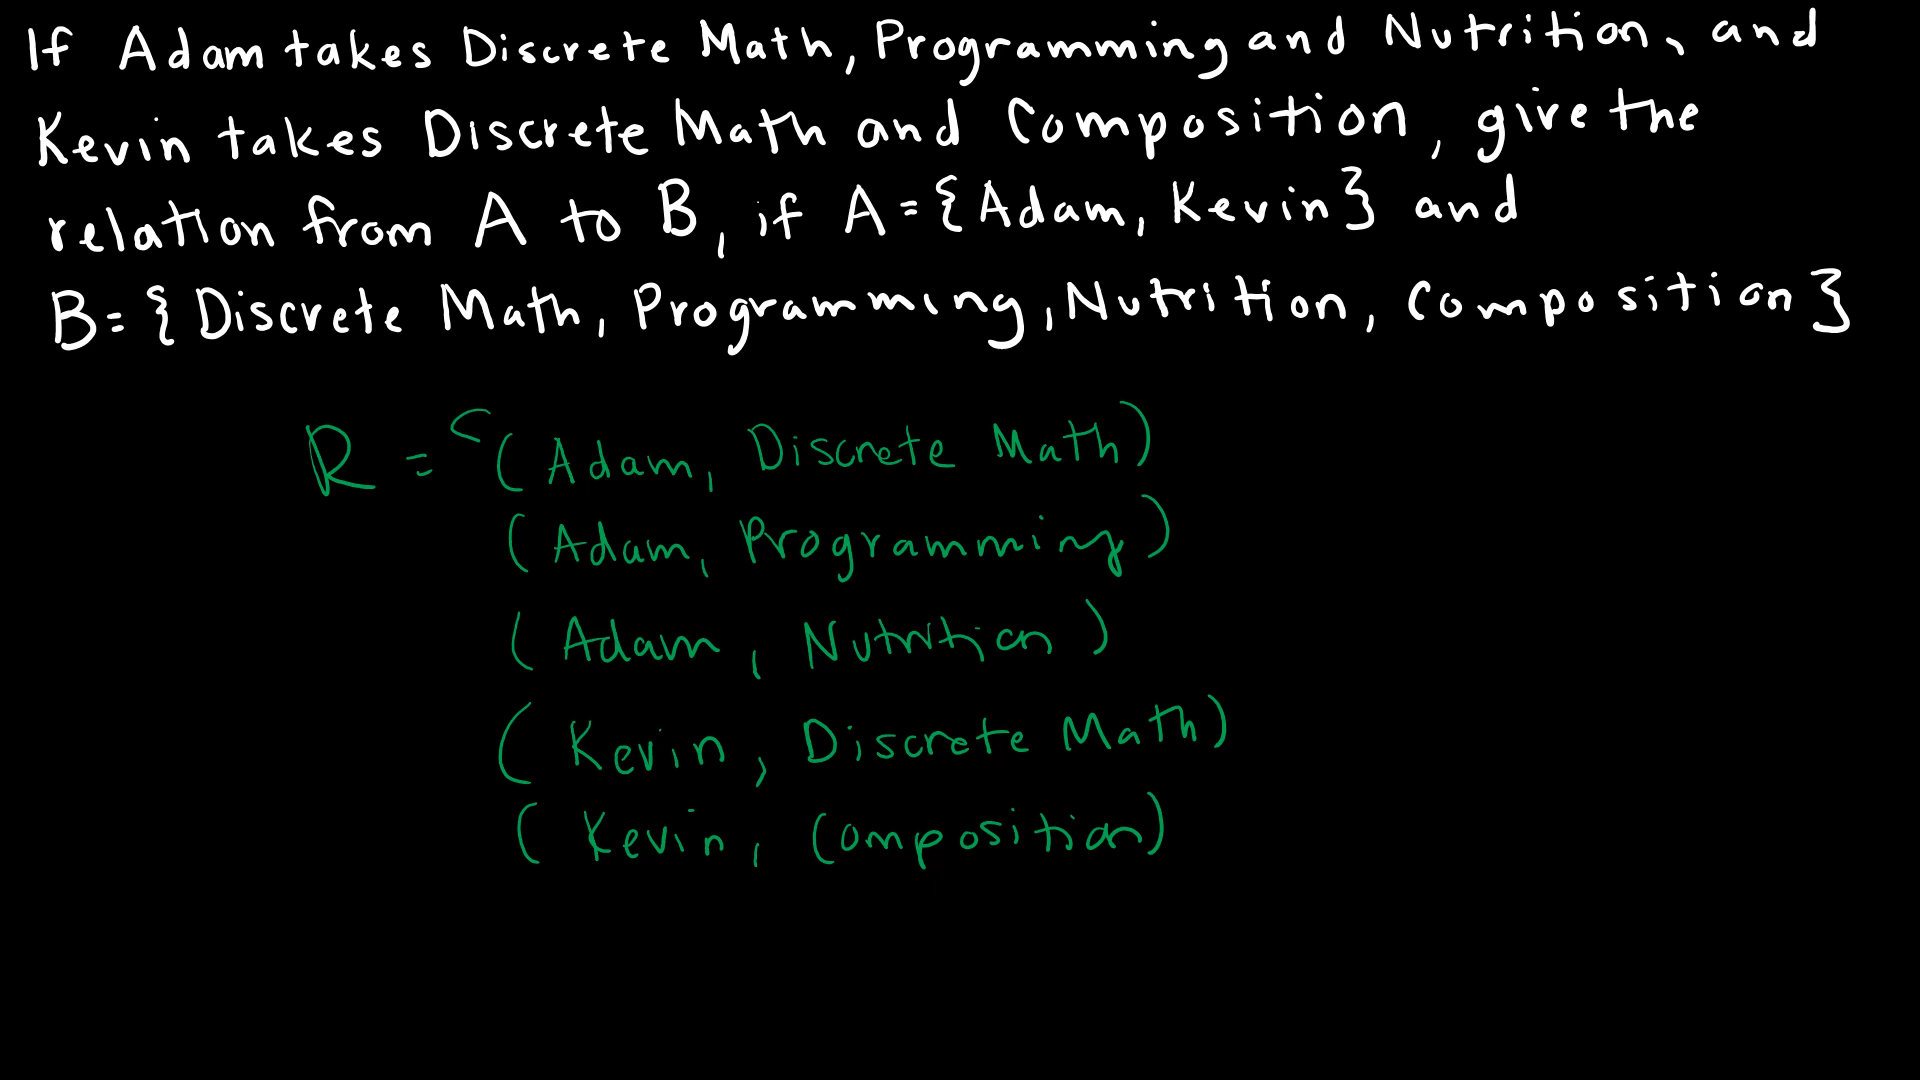 If Adam takes Discrete Math, Programming and Nutrition, and
Kevin takes Discrete Math and Composition, give the
relation from A to B, if A={Adam, Kevin} and
B={Discrete Math, Programming, Nutrition, Composition}
R = (Adam, Discrete Math)
(Adam, Programming)
(Adam, Nutrition)
(Kevin, Discrete Math)
(Kevin, Composition)